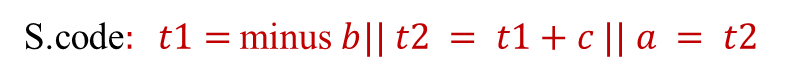 S.code: t1 = minus b|| t2 = t1 + c || a = t2